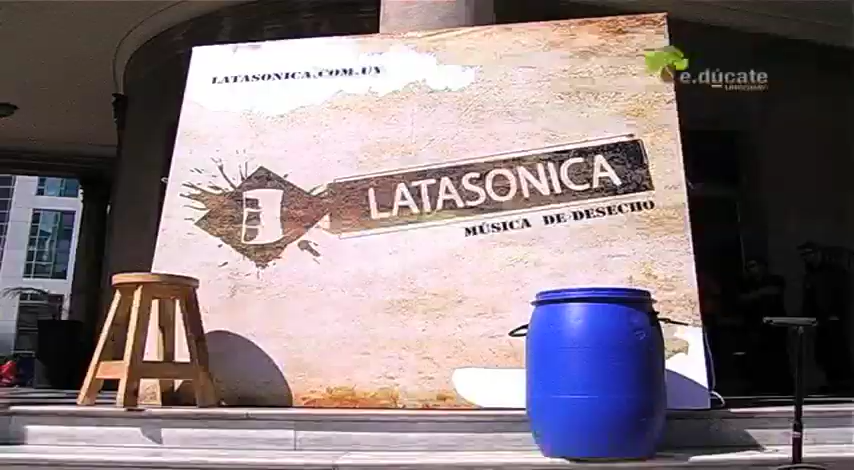 LATASONICA.COM.UY
e.dúcate
LATASONICA
MÚSICA DE DESECHO